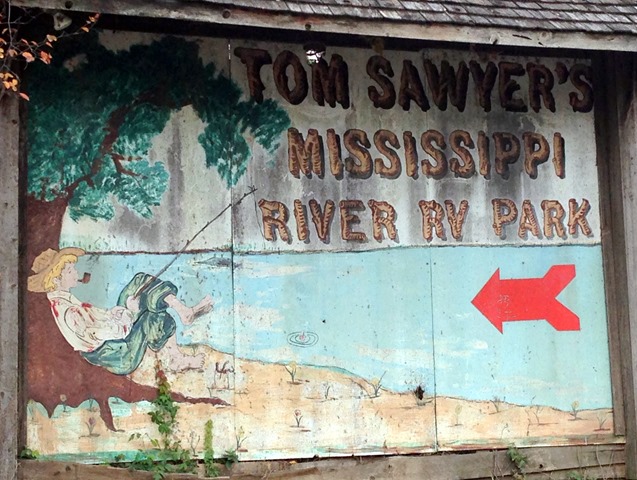 TOM SAWYER'S
MISSISSIPPI
RIVER RV PARK